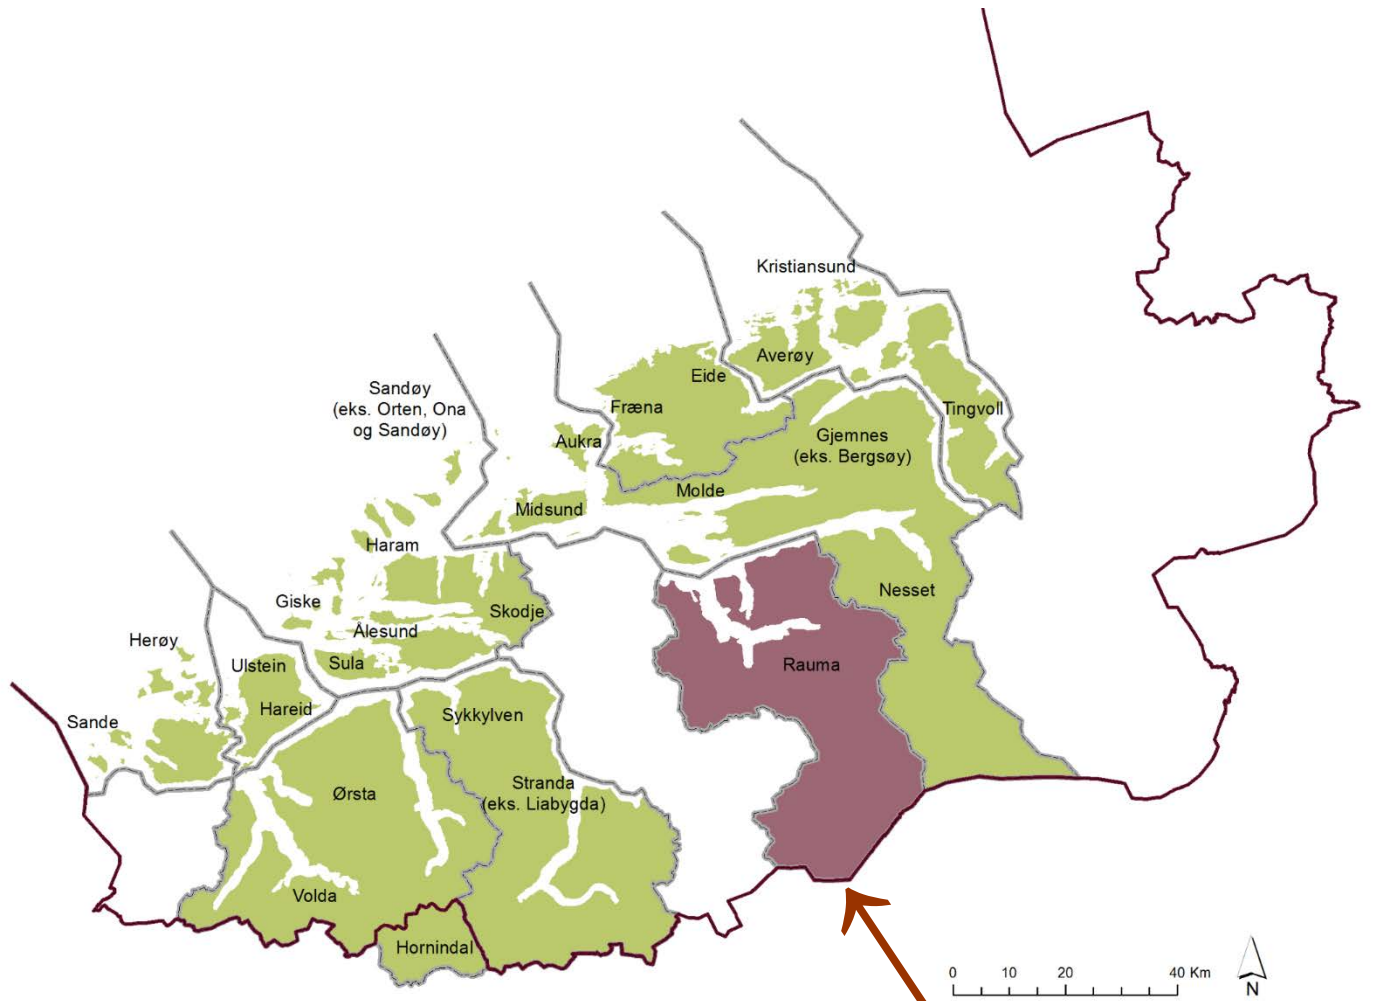 Kristiansund
Averøy
Eide
Sandøy
(eks. Orten, Ona
og Sandøy)
Fræna
Tingvoll
Aukra
Gjemnes
(eks. Bergsøy)
Molde
Midsund
Haram
Nesset
Giske
Skodje
Ålesund
Herøy
Ulstein
Sula
Rauma
Hareid
Sykkylven
Sande
Stranda
(eks. Liabygda)
Ørsta
Volda
Hornindal
0 10 20 40 Km
N